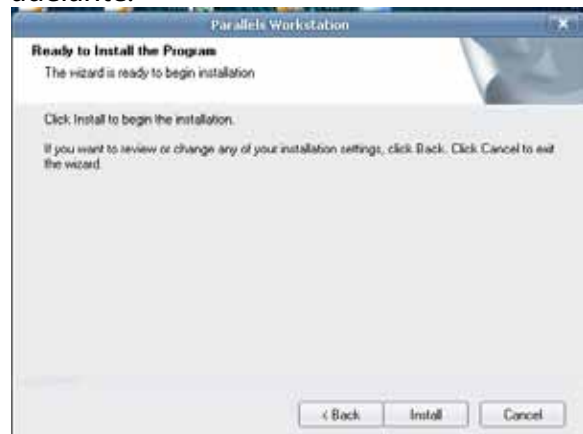 adelante.
Parallels Workstation
Ready to Install the Program
The wizard is ready to begin installation
Click Install to begin the installation.
If you want to review or change any of your installation settings, click Back. Click Cancel to exit
the wizard.
< Back Install Cancel